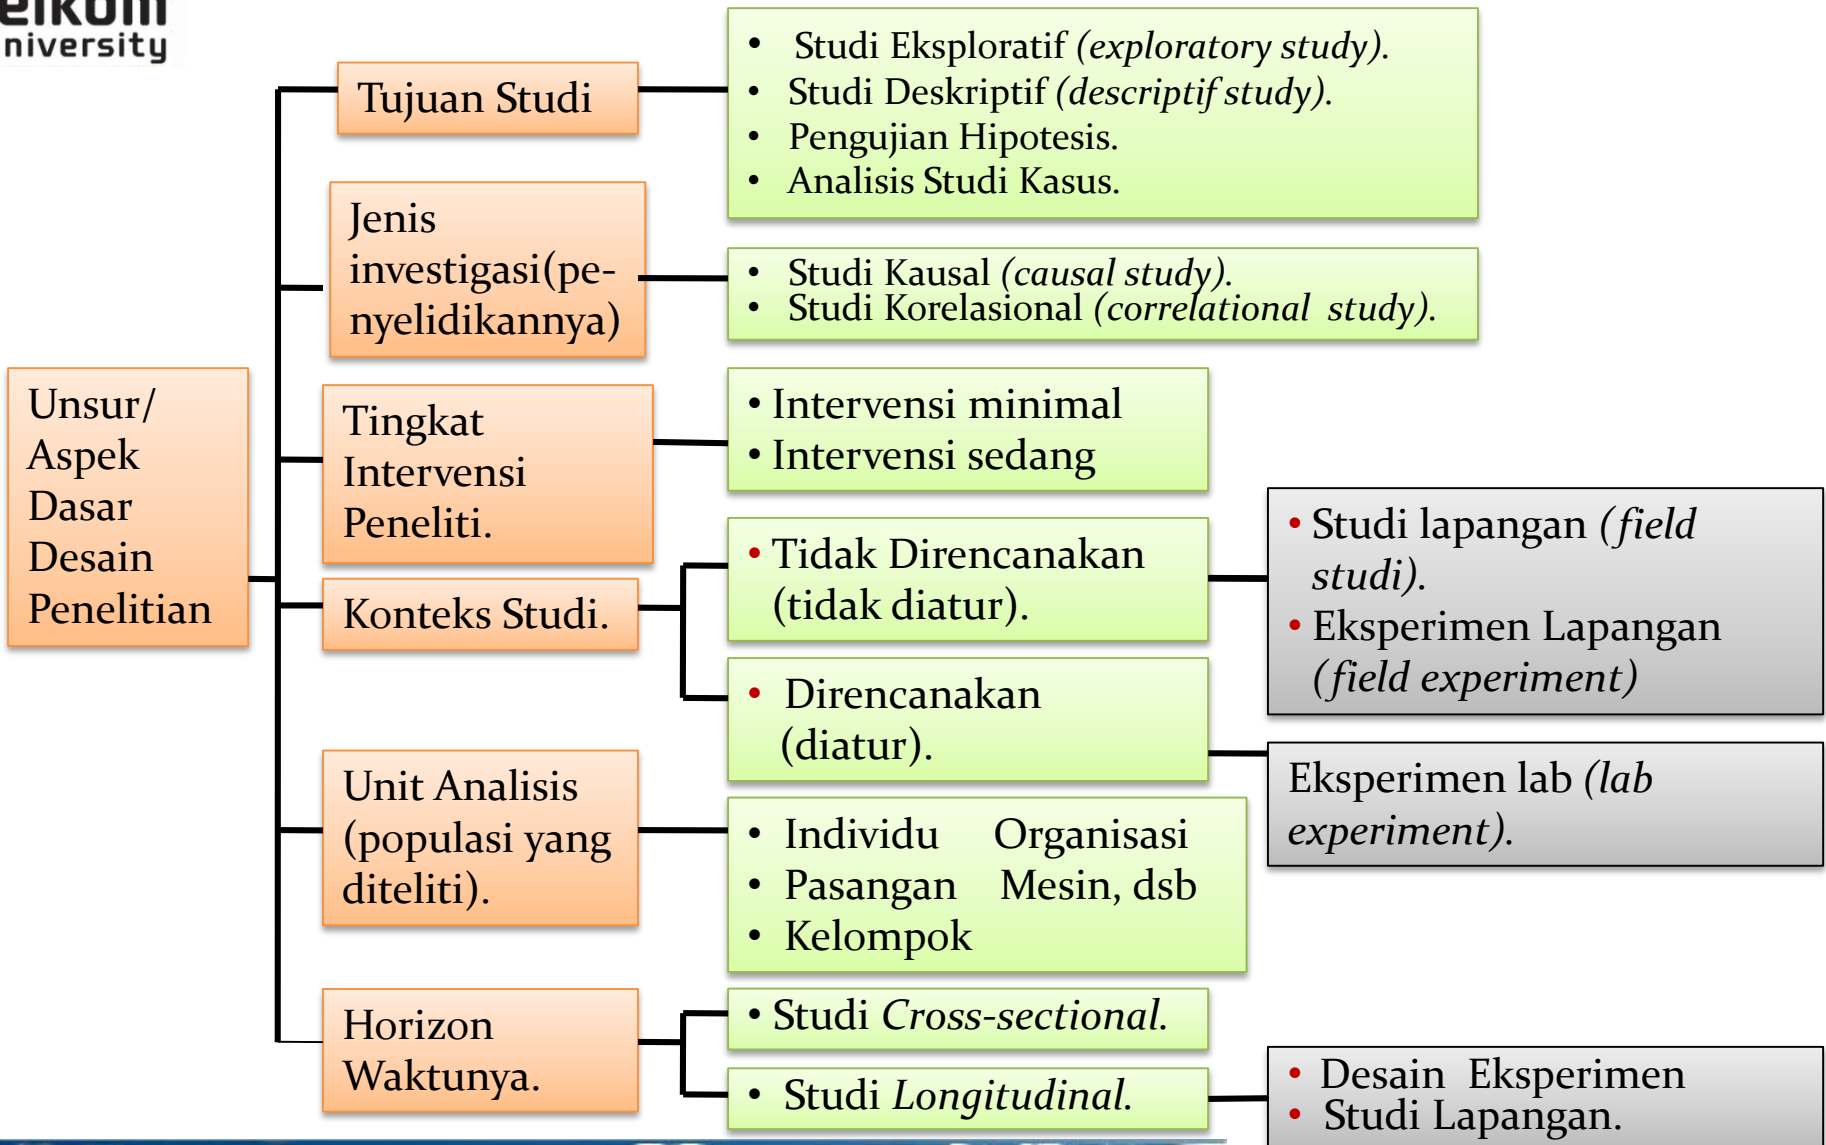 elkom
niversity
Unsur/
Aspek
Dasar
Desain
Penelitian
Tujuan Studi
• Studi Eksploratif (exploratory study).
• Studi Deskriptif (descriptif study).
• Pengujian Hipotesis.
• Analisis Studi Kasus.
Jenis
investigasi(pe-
nyelidikannya)
• Studi Kausal (causal study).
• Studi Korelasional (correlational study).
Tingkat
Intervensi
Peneliti.
• Intervensi minimal
• Intervensi sedang
Konteks Studi.
• Tidak Direncanakan
(tidak diatur).
• Studi lapangan (field
studi).
• Eksperimen Lapangan
(field experiment)
• Direncanakan
(diatur).
Eksperimen lab (lab
experiment).
Unit Analisis
(populasi yang
diteliti).
• Individu Organisasi
• Pasangan Mesin, dsb
• Kelompok
Horizon
Waktunya.
• Studi Cross-sectional.
• Studi Longitudinal.
• Desain Eksperimen
• Studi Lapangan.